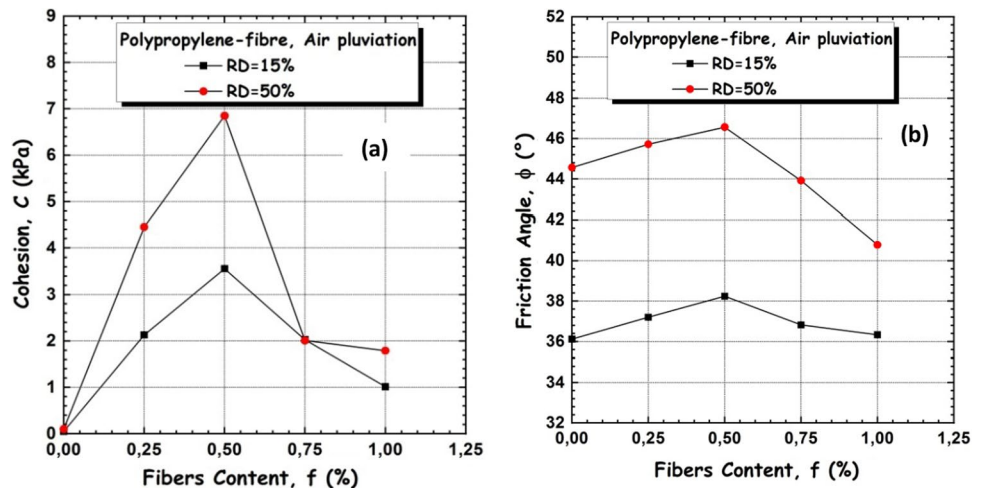 Polypropylene-fibre, Air pluviation
RD=15%
RD=50%
(a)
Cohesion, C (kPa)
9
8
7
6
5
4
3
2
1
0
0,00 0,25 0,50 0,75 1,00 1,25
Fibers Content, f (%)
Polypropylene-fibre, Air pluviation
RD=15%
RD=50%
(b)
Friction Angle, ϕ (°)
52
50
48
46
44
42
40
38
36
34
32
0,00 0,25 0,50 0,75 1,00 1,25
Fibers Content, f (%)